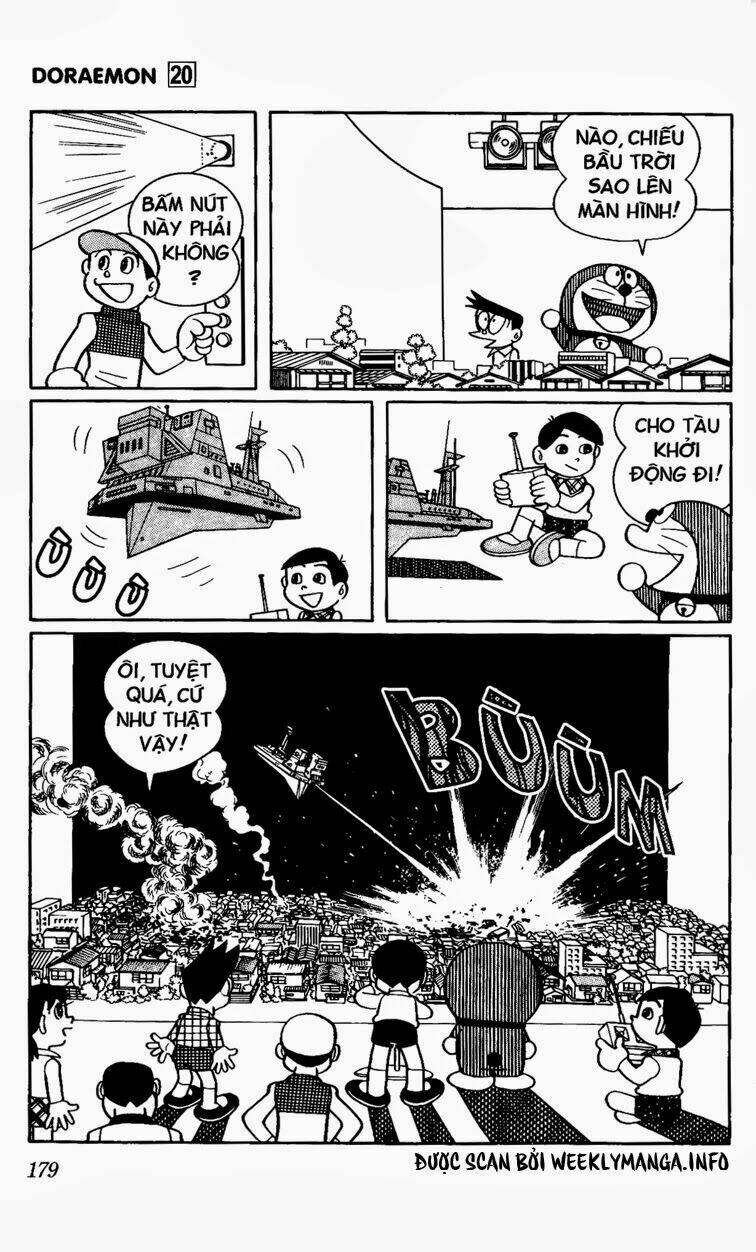 DORAEMON 20
BẤM NÚT
NÀY PHẢI
KHÔNG
?
NÀO, CHIẾU
BẦU TRỜI
SAO LÊN
MÀN HÌNH!
Ù Ù Ù
CHO TÀU
KHỞI
ĐỘNG ĐI!
ÔI, TUYỆT
QUÁ, CỨ
NHƯ THẬT
VẬY!
BÙÙM
179
ĐƯỢC SCAN BỞI WEEKLYMANGA.INFO